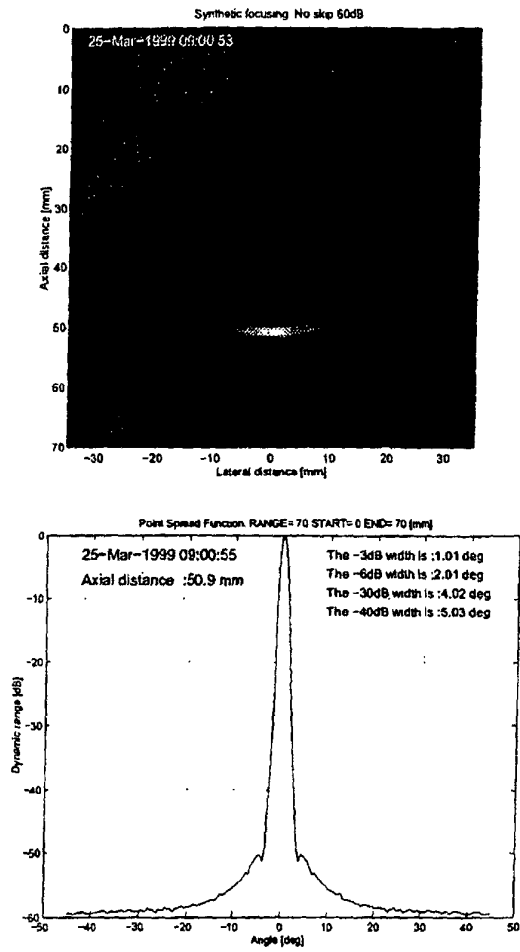 Synthetic focusing No skip 60dB
25-Mar-1999 09:00 53
0
10
20
30
40
50
60
70
Axial distance [mm]
-30 -20 -10 0 10 20 30
Lateral distance [mm]
Point Spread Function. RANGE= 70 START= 0 END= 70 [mm]
25-Mar-1999 09:00:55
Axial distance :50.9 mm
The -3dB width is :1.01 deg
The -6dB width is :2.01 deg
The -30dB width is :4.02 deg
The -40dB width is :5.03 deg
0
-10
-20
-30
-40
-50
-60
Dynamic range [dB]
-50 -40 -30 -20 -10 0 10 20 30 40 50
Angle [deg]